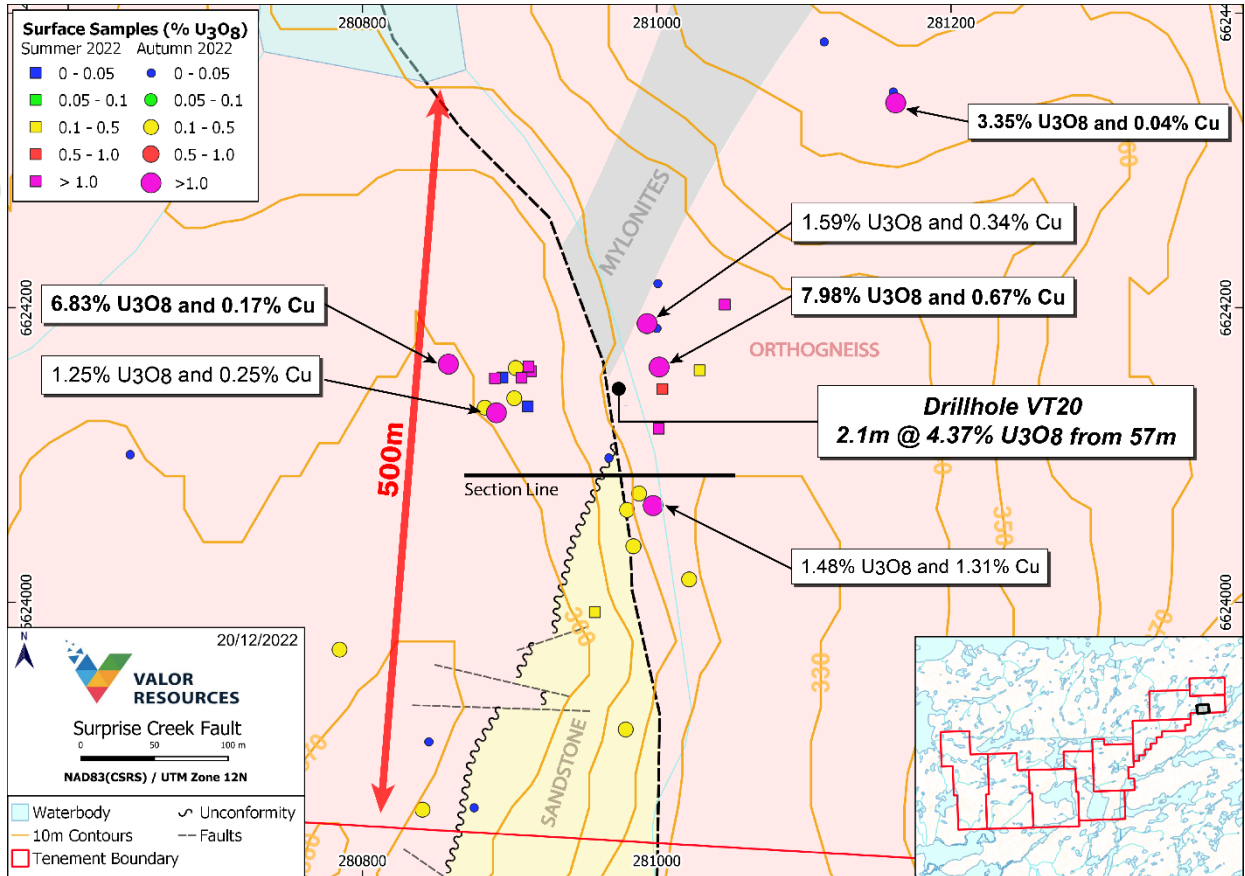 280800
281000
281200
6624400
Surface Samples (% U3O8)
Summer 2022 Autumn 2022
0 - 0.05 0 - 0.05
0.05 - 0.1 0.05 - 0.1
0.1 - 0.5 0.1 - 0.5
0.5 - 1.0 0.5 - 1.0
> 1.0 >1.0
3.35% U3O8 and 0.04% Cu
360
MYLONITES
1.59% U3O8 and 0.34% Cu
6624200
6624200
6.83% U3O8 and 0.17% Cu
7.98% U3O8 and 0.67% Cu
ORTHOGNEISS
1.25% U3O8 and 0.25% Cu
Drillhole VT20
2.1m @ 4.37% U3O8 from 57m
500m
Section Line
350
1.48% U3O8 and 1.31% Cu
6624000
6624000
300
330
310
SANDSTONE
N
20/12/2022
VALOR
RESOURCES
Surprise Creek Fault
0 50 100 m
NAD83(CSRS) / UTM Zone 12N
Waterbody Unconformity
10m Contours Faults
Tenement Boundary
280800
281000